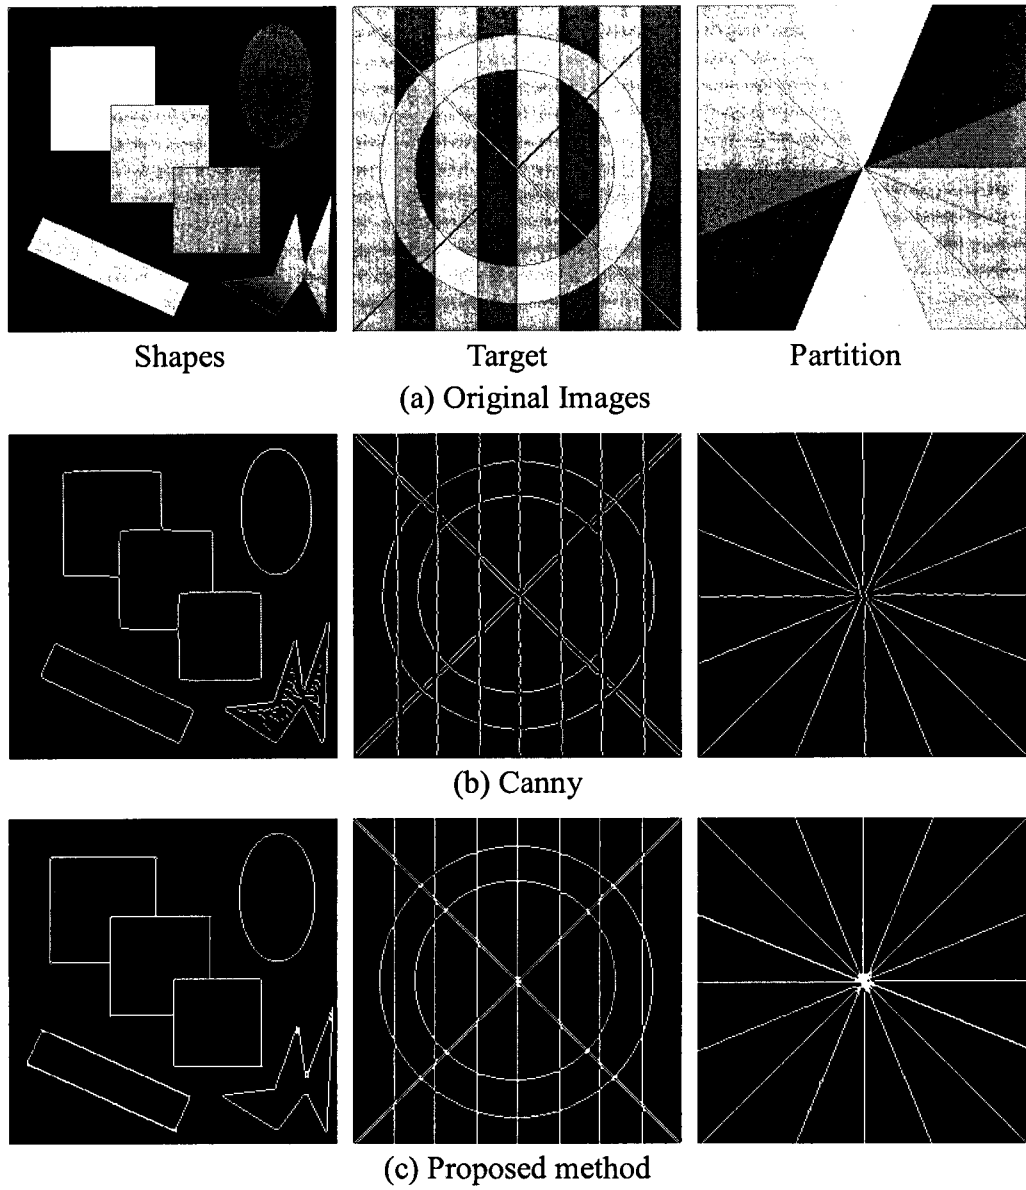 Shapes Target Partition
(a) Original Images
(b) Canny
(c) Proposed method